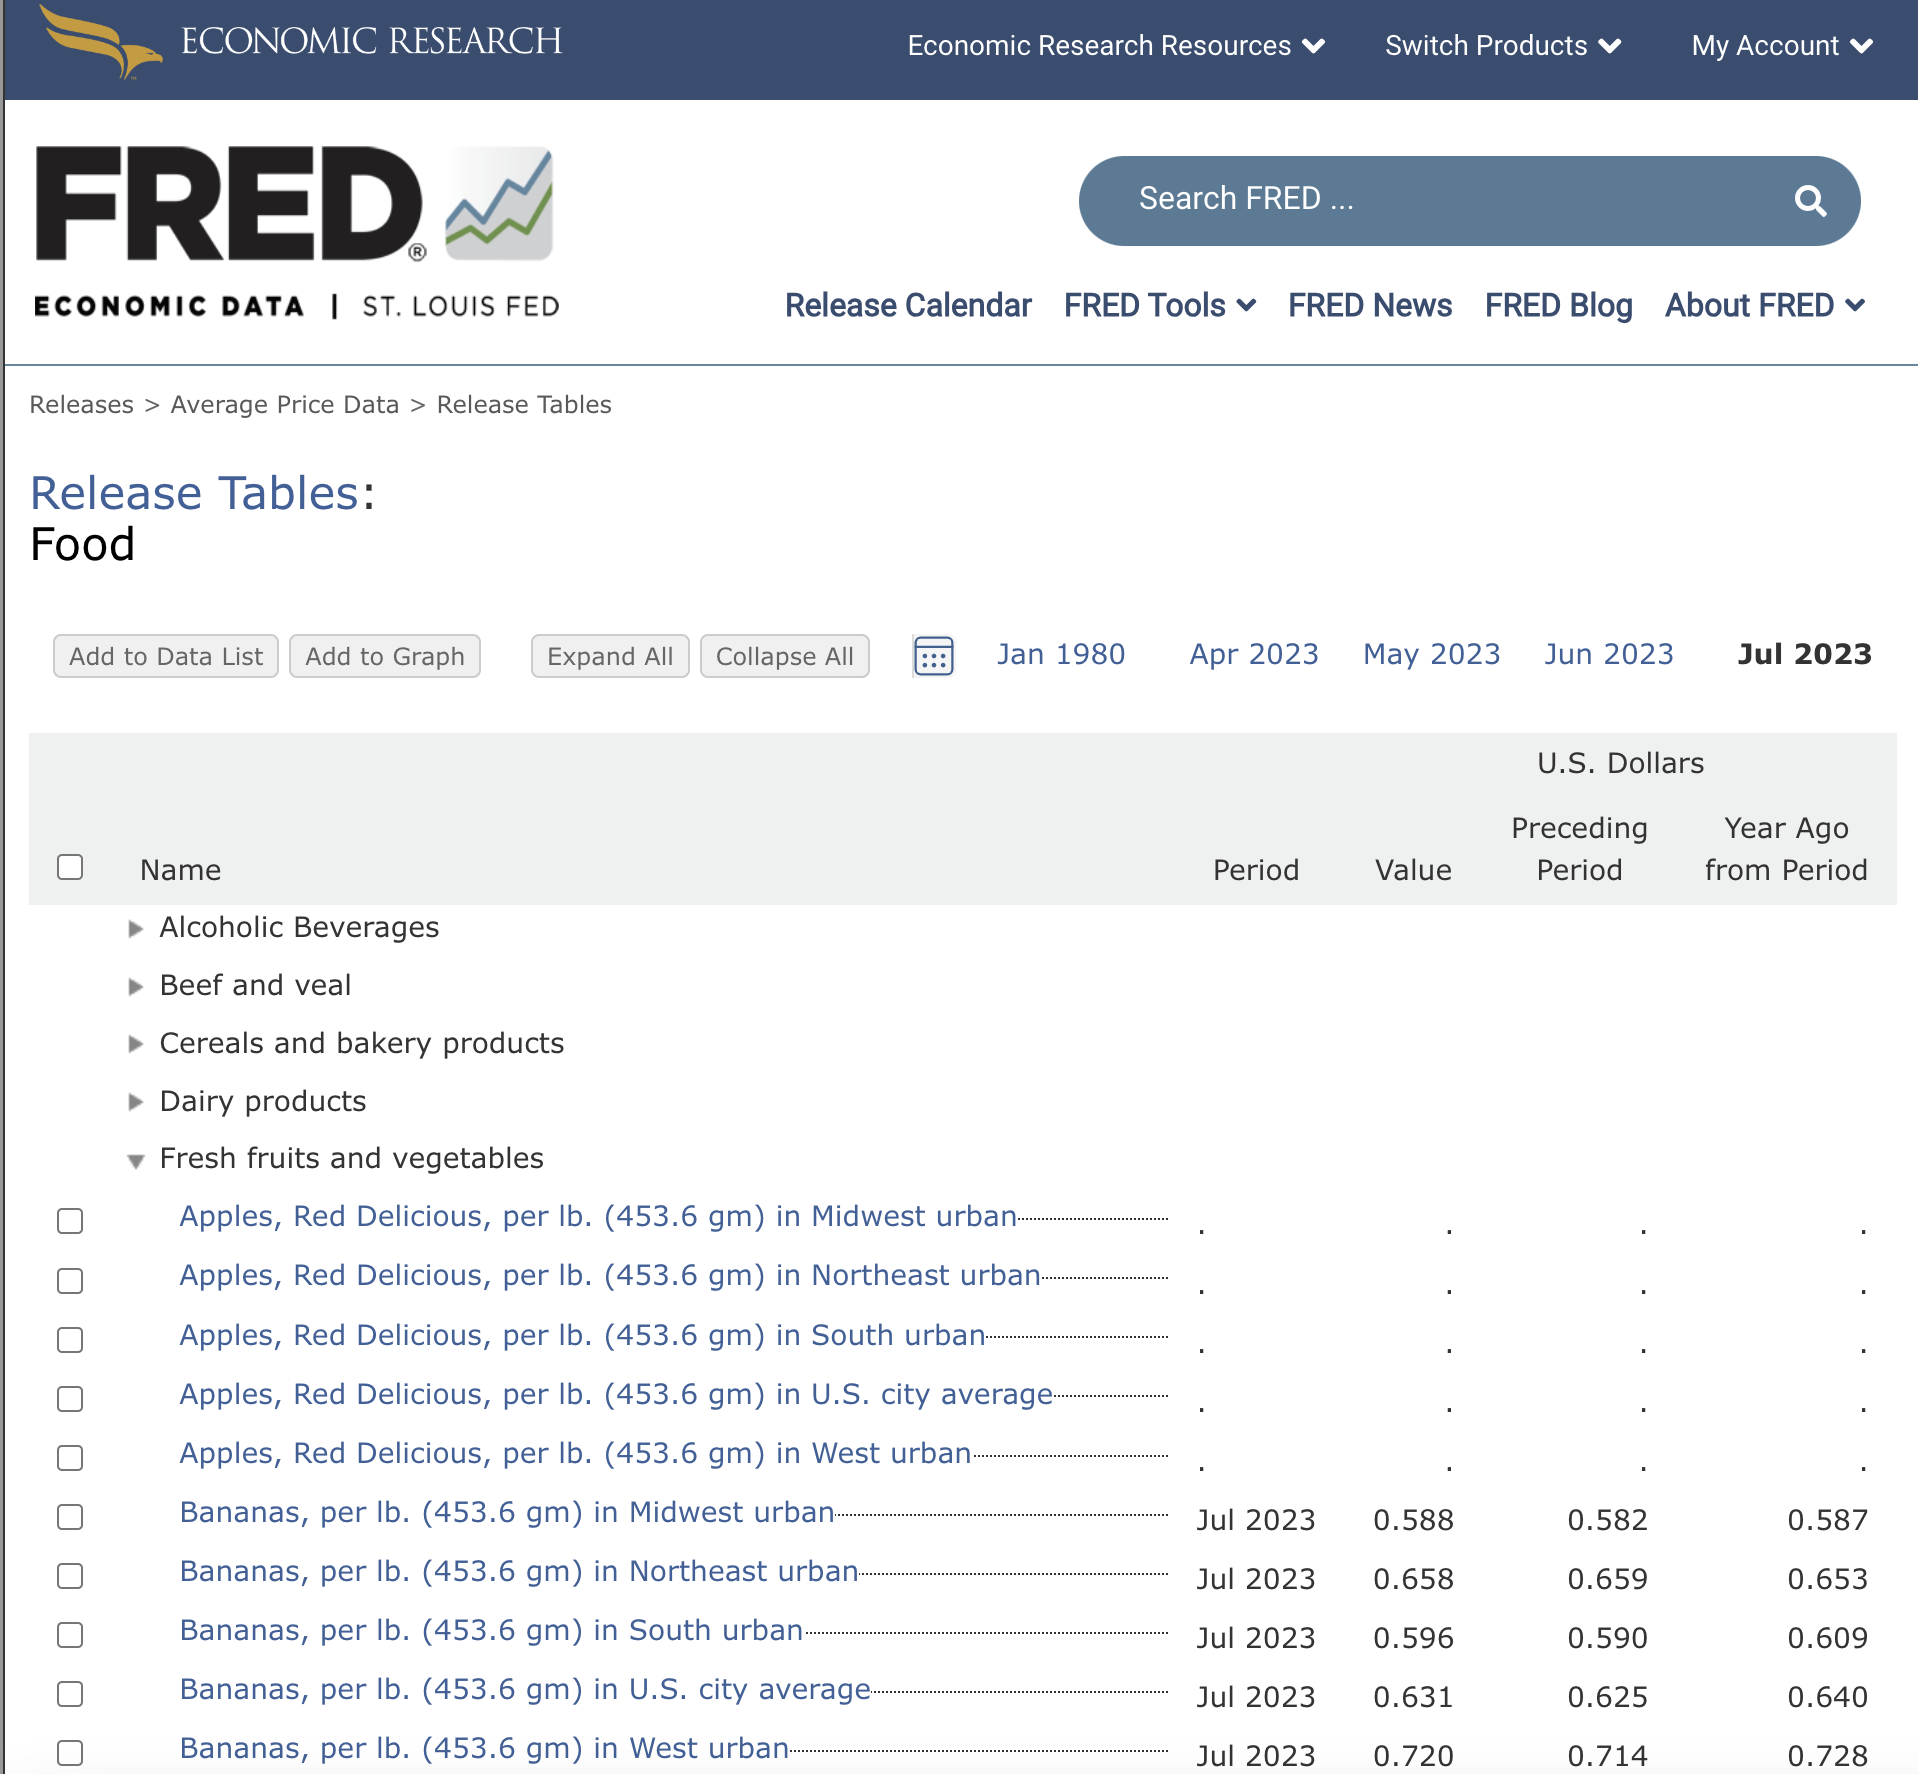 ECONOMIC RESEARCH
Economic Research Resources
Switch Products
My Account
FRED®
ECONOMIC DATA | ST. LOUIS FED
Search FRED ...
Release Calendar
FRED Tools
FRED News
FRED Blog
About FRED
Releases > Average Price Data > Release Tables
Release Tables:
Food
Add to Data List
Add to Graph
Expand All
Collapse All
Jan 1980
Apr 2023
May 2023
Jun 2023
Jul 2023
U.S. Dollars
Name Period Value Preceding Period Year Ago from Period
Alcoholic Beverages
Beef and veal
Cereals and bakery products
Dairy products
Fresh fruits and vegetables
Apples, Red Delicious, per lb. (453.6 gm) in Midwest urban . . . .
Apples, Red Delicious, per lb. (453.6 gm) in Northeast urban . . . .
Apples, Red Delicious, per lb. (453.6 gm) in South urban . . . .
Apples, Red Delicious, per lb. (453.6 gm) in U.S. city average . . . .
Apples, Red Delicious, per lb. (453.6 gm) in West urban . . . .
Bananas, per lb. (453.6 gm) in Midwest urban Jul 2023 0.588 0.582 0.587
Bananas, per lb. (453.6 gm) in Northeast urban Jul 2023 0.658 0.659 0.653
Bananas, per lb. (453.6 gm) in South urban Jul 2023 0.596 0.590 0.609
Bananas, per lb. (453.6 gm) in U.S. city average Jul 2023 0.631 0.625 0.640
Bananas, per lb. (453.6 gm) in West urban Jul 2023 0.720 0.714 0.728